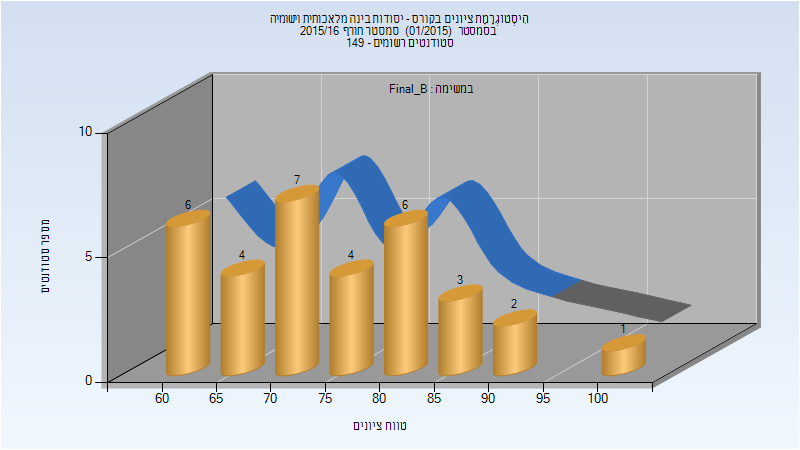 היסטוגרמת ציונים בקורס - יסודות בינה מלאכותית וישומיה
בסמסטר (01/2015) סמסטר חורף 2015/16
סטודנטים רשומים - 149
במשימה : Final_B
מספר סטודנטים
10
5
0
6
4
7
4
6
3
2
1
60 65 70 75 80 85 90 95 100
טווח ציונים